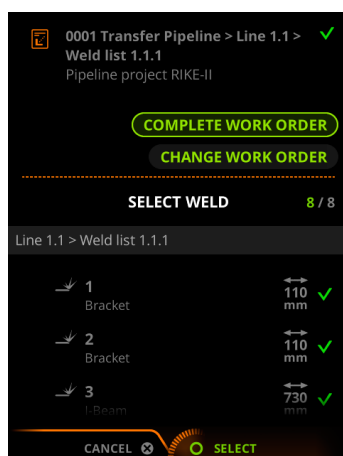 0001 Transfer Pipeline > Line 1.1 >
Weld list 1.1.1
Pipeline project RIKE-II
COMPLETE WORK ORDER
CHANGE WORK ORDER
SELECT WELD 8 / 8
Line 1.1 > Weld list 1.1.1
1 110
Bracket mm
2 110
Bracket mm
3 730
I-Beam mm
CANCEL SELECT